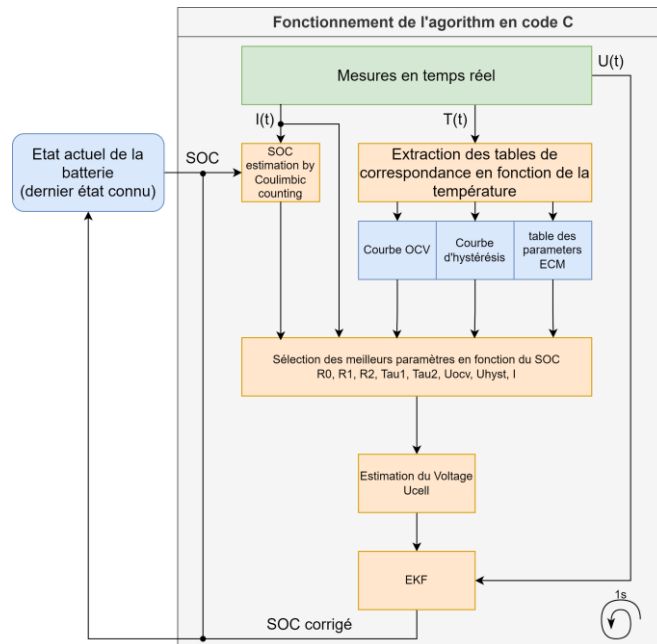 Fonctionnement de l'agorithm en code C
Mesures en temps réel
U(t)
I(t)
T(t)
Etat actuel de la
batterie
(dernier état connu)
SOC
SOC
estimation by
Coulimbic
counting
Extraction des tables de
correspondance en fonction de la
température
Courbe OCV
Courbe
d'hystérésis
table des
parameters
ECM
Sélection des meilleurs paramètres en fonction du SOC
R0, R1, R2, Tau1, Tau2, Uocv, Uhyst, I
Estimation du Voltage
Ucell
EKF
SOC corrigé
1s